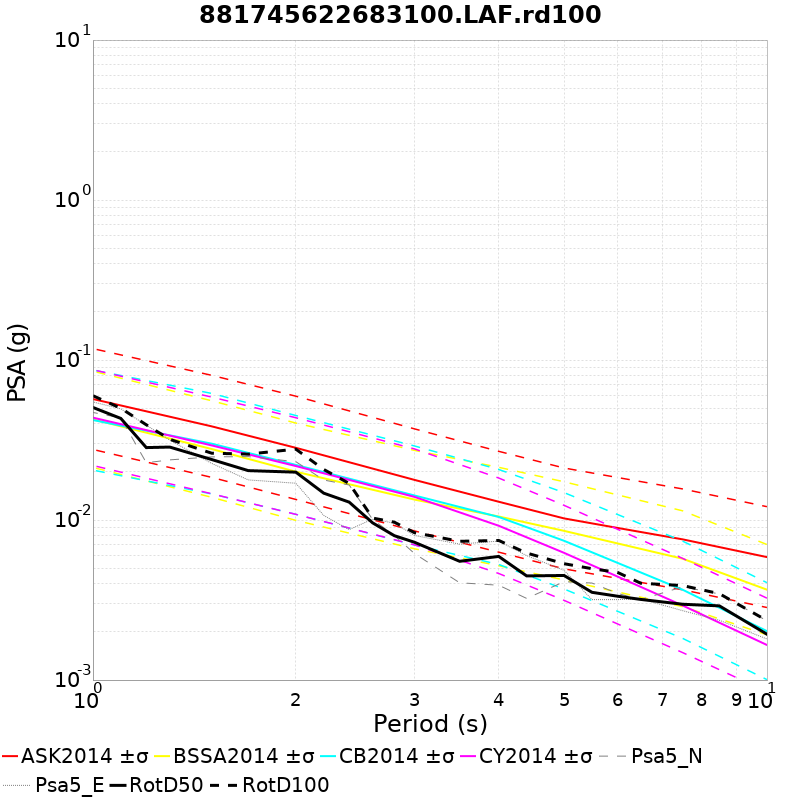 881745622683100.LAF.rd100
10^1
10^0
10^-1
10^-2
10^-3
PSA (g)
10^0 2 3 4 5 6 7 8 9 10^1
Period (s)
ASK2014 ±σ BSSA2014 ±σ CB2014 ±σ CY2014 ±σ Psa5_N
Psa5_E RotD50 RotD100